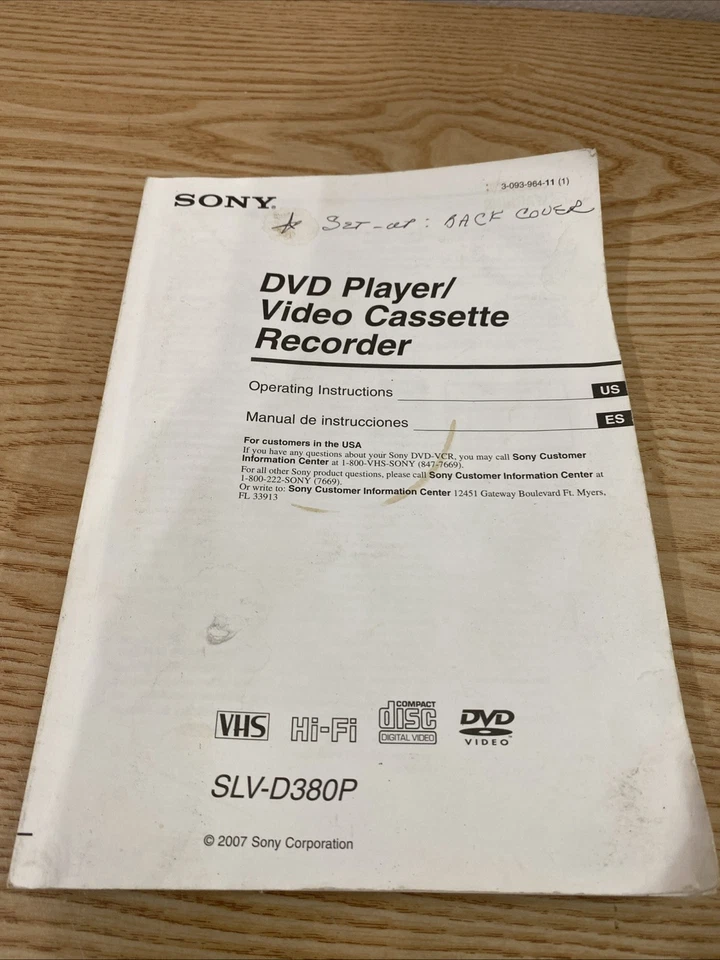 3-093-964-11 (1)
SONY®
☆ SET-UP: BACK COVER
DVD Player/
Video Cassette
Recorder
Operating Instructions US
Manual de instrucciones ES
For customers in the USA
If you have any questions about your Sony DVD-VCR, you may call Sony Customer
Information Center at 1-800-VHS-SONY (847-7669).
For all other Sony product questions, please call Sony Customer Information Center at
1-800-222-SONY (7669).
Or write to: Sony Customer Information Center 12451 Gateway Boulevard Ft. Myers,
FL 33913
VHS Hi-Fi COMPACT disc DIGITAL VIDEO DVD VIDEO™
SLV-D380P
© 2007 Sony Corporation